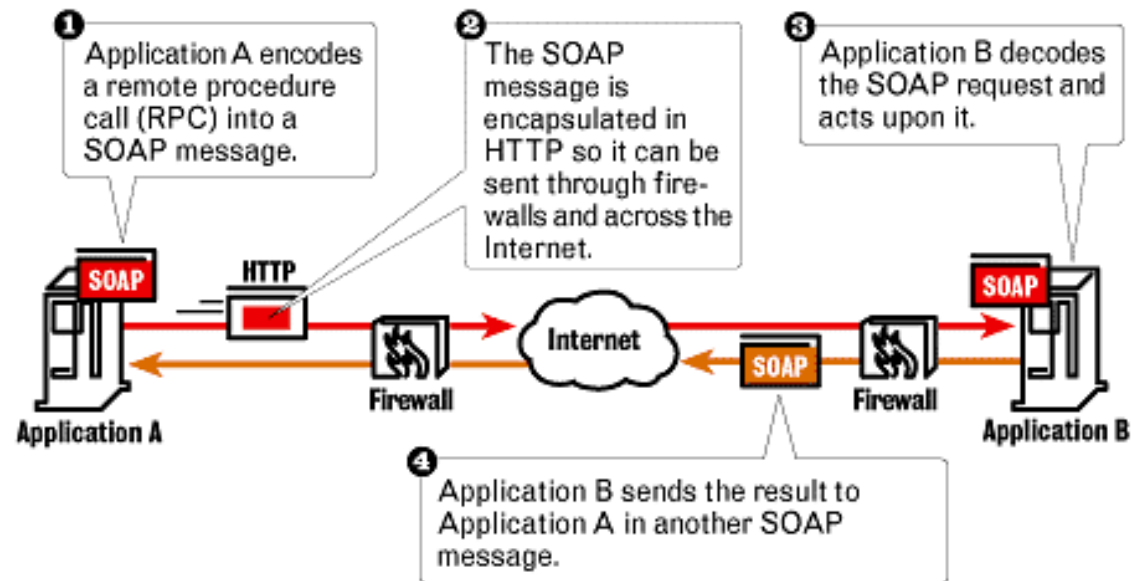 1
Application A encodes
a remote procedure
call (RPC) into a
SOAP message.
2
The SOAP
message is
encapsulated in
HTTP so it can be
sent through fire-
walls and across the
Internet.
3
Application B decodes
the SOAP request and
acts upon it.
SOAP
HTTP
Firewall
Application A
Internet
SOAP
Firewall
SOAP
Application B
4
Application B sends the result to
Application A in another SOAP
message.